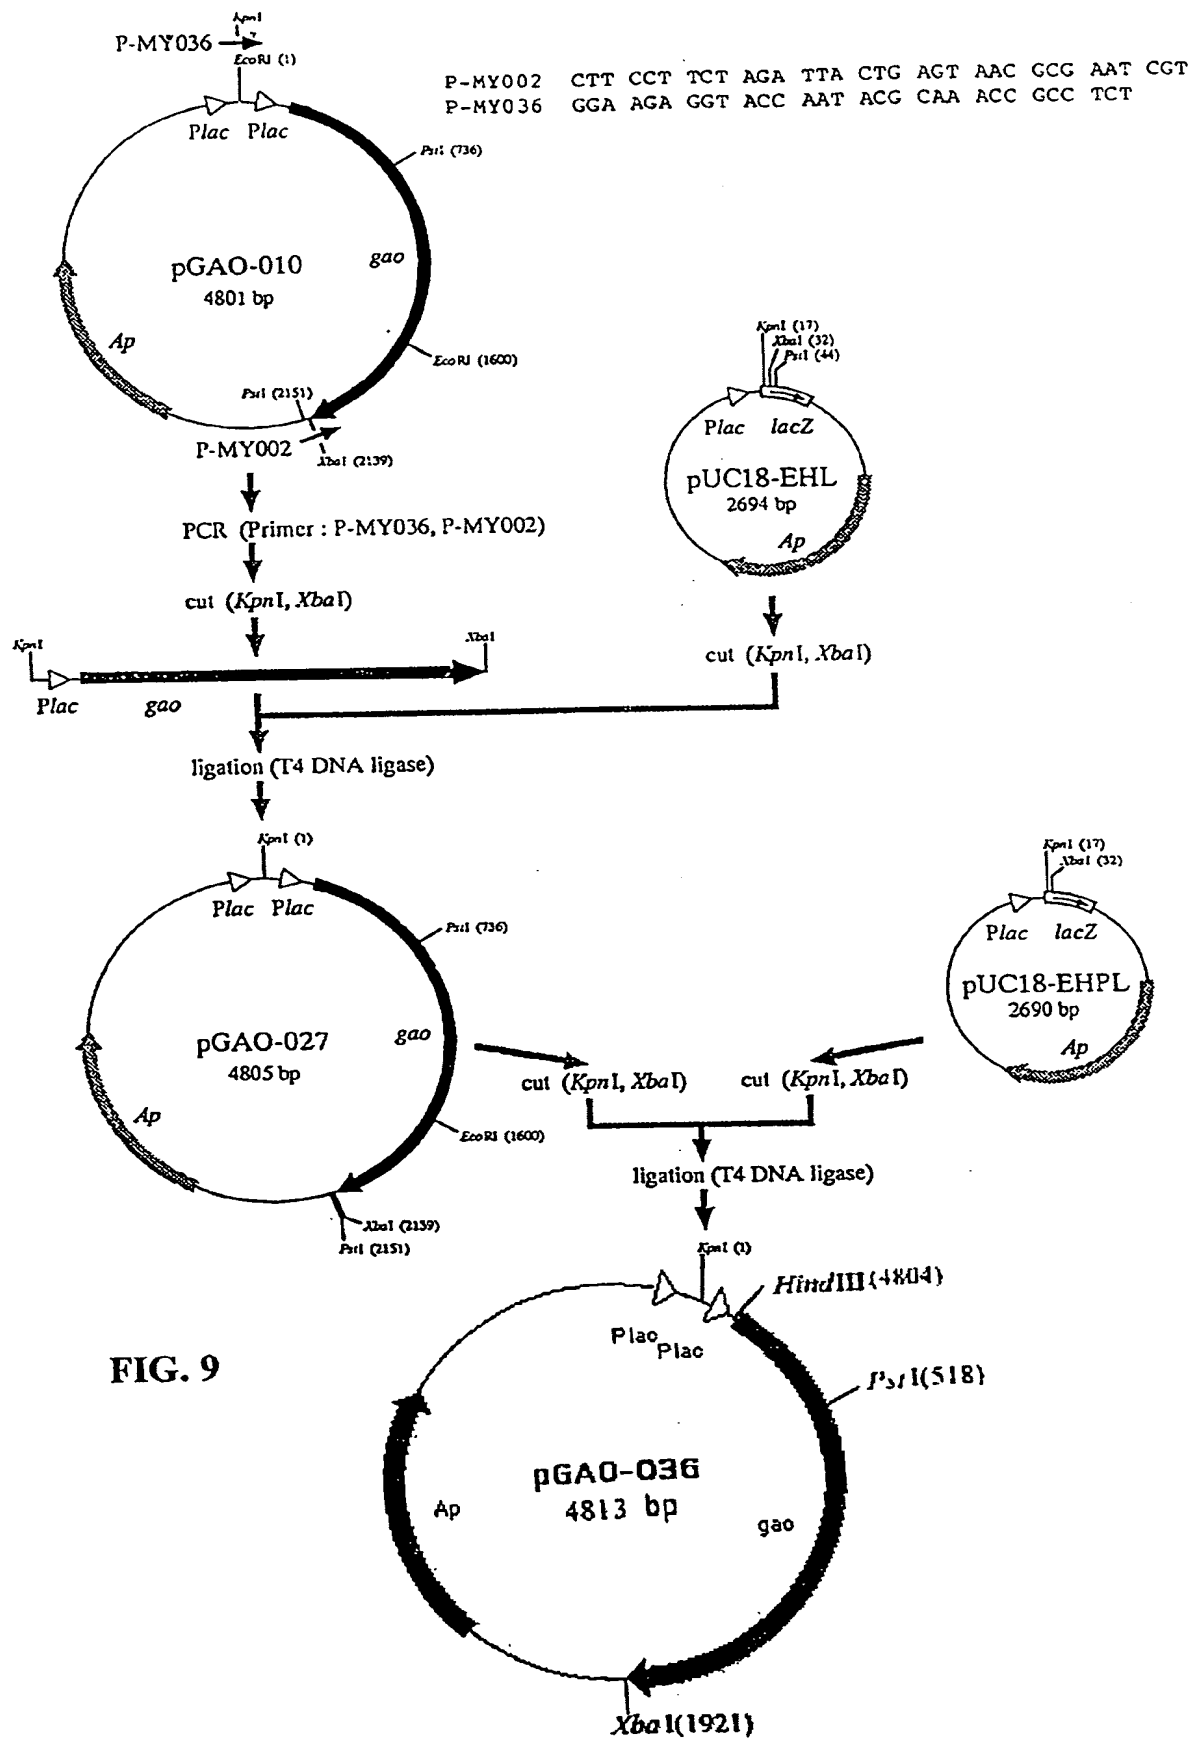 KpnI
P-MY036
EcoRI (1)
P-MY002 CTT CCT TCT AGA TTA CTG AGT AAC GCG AAT CGT
P-MY036 GGA AGA GGT ACC AAT ACG CAA ACC GCC TCT
Plac Plac
PstI (736)
pGAO-010
4801 bp
gao
Ap
EcoRI (1600)
PstI (2151)
P-MY002
XbaI (2139)
KpnI (17)
XbaI (32)
PstI (44)
Plac lacZ
pUC18-EHL
2694 bp
Ap
PCR (Primer : P-MY036, P-MY002)
cut (KpnI, XbaI)
cut (KpnI, XbaI)
KpnI
XbaI
Plac gao
ligation (T4 DNA ligase)
KpnI (1)
Plac Plac
PstI (736)
pGAO-027
4805 bp
gao
Ap
EcoRI (1600)
XbaI (2139)
PstI (2151)
KpnI (17)
XbaI (32)
Plac lacZ
pUC18-EHPL
2690 bp
Ap
cut (KpnI, XbaI) cut (KpnI, XbaI)
ligation (T4 DNA ligase)
KpnI (1)
HindIII(4804)
Plac
Plac
PstI(518)
FIG. 9
pGAO-036
4813 bp
Ap
gao
XbaI(1921)